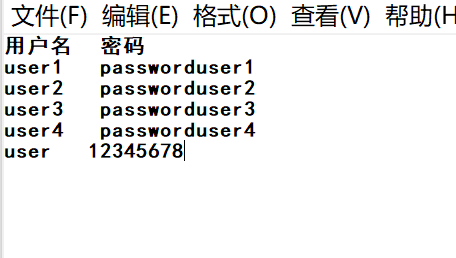 文件(F) 编辑(E) 格式(O) 查看(V) 帮助(H
用户名 密码
user1 passworduser1
user2 passworduser2
user3 passworduser3
user4 passworduser4
user 12345678